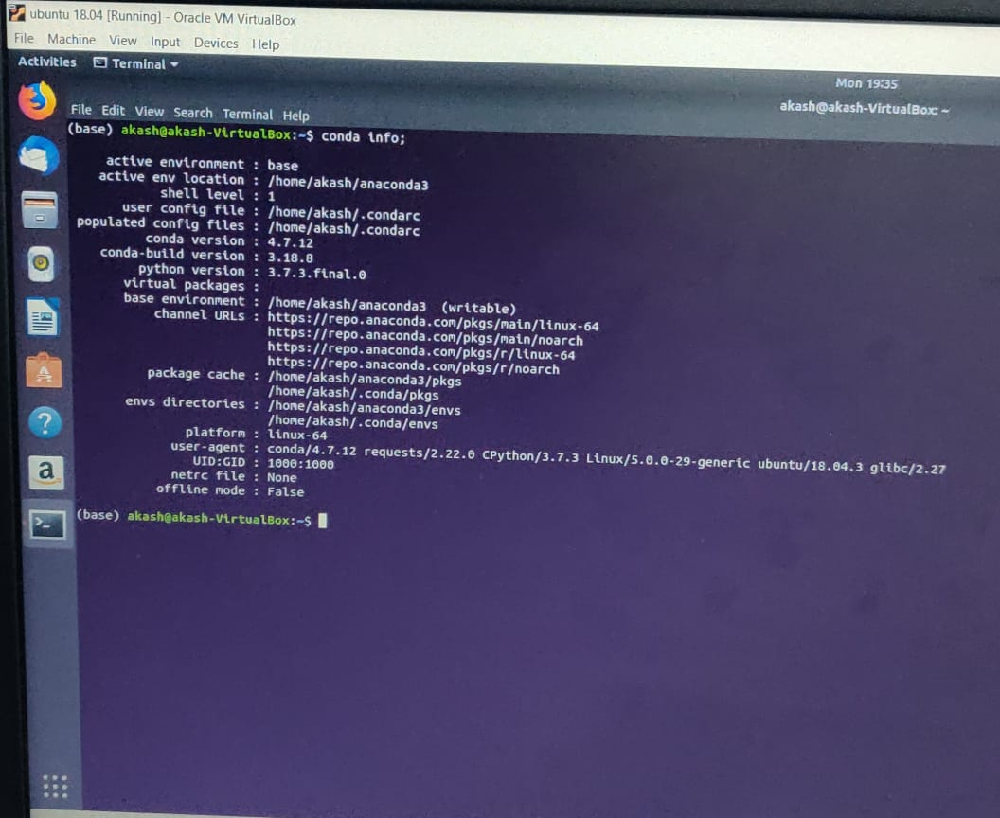 ubuntu 18.04 [Running] - Oracle VM VirtualBox
File Machine View Input Devices Help
Activities Terminal
Mon 19:35
akash@akash-VirtualBox: ~
File Edit View Search Terminal Help
(base) akash@akash-VirtualBox:~$ conda info;
active environment : base
active env location : /home/akash/anaconda3
shell level : 1
user config file : /home/akash/.condarc
populated config files : /home/akash/.condarc
conda version : 4.7.12
conda-build version : 3.18.8
python version : 3.7.3.final.0
virtual packages :
base environment : /home/akash/anaconda3 (writable)
channel URLs : https://repo.anaconda.com/pkgs/main/linux-64
https://repo.anaconda.com/pkgs/main/noarch
https://repo.anaconda.com/pkgs/r/linux-64
https://repo.anaconda.com/pkgs/r/noarch
package cache : /home/akash/anaconda3/pkgs
/home/akash/.conda/pkgs
envs directories : /home/akash/anaconda3/envs
/home/akash/.conda/envs
platform : linux-64
user-agent : conda/4.7.12 requests/2.22.0 CPython/3.7.3 Linux/5.0.0-29-generic ubuntu/18.04.3 glibc/2.27
UID:GID : 1000:1000
netrc file : None
offline mode : False
(base) akash@akash-VirtualBox:~$